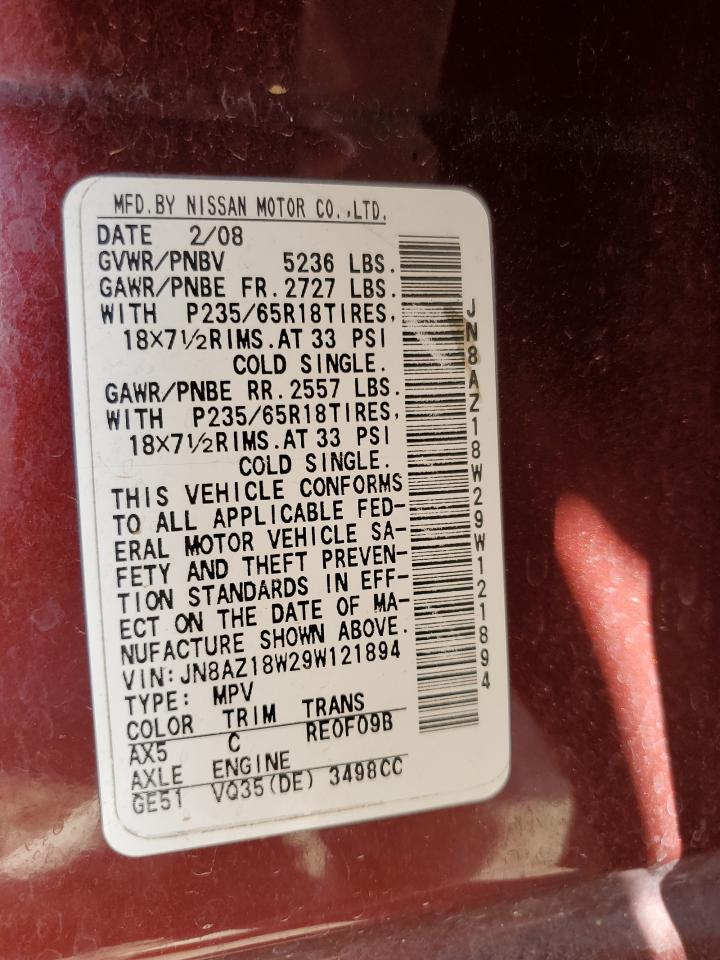 MFD.BY NISSAN MOTOR CO.,LTD.
DATE 2/08
GVWR/PNBV 5236 LBS.
GAWR/PNBE FR.2727 LBS.
WITH P235/65R18TIRES,
18×7½RIMS.AT 33 PSI
COLD SINGLE.
GAWR/PNBE RR.2557 LBS.
WITH P235/65R18TIRES,
18×7½RIMS.AT 33 PSI
COLD SINGLE.
THIS VEHICLE CONFORMS
TO ALL APPLICABLE FED-
ERAL MOTOR VEHICLE SA-
FETY AND THEFT PREVEN-
TION STANDARDS IN EFF-
ECT ON THE DATE OF MA-
NUFACTURE SHOWN ABOVE.
VIN:JN8AZ18W29W121894
TYPE: MPV
COLOR TRIM TRANS
AX5 C RE0F09B
AXLE ENGINE
GE51 VQ35(DE) 3498CC
JN8AZ18W29W121894